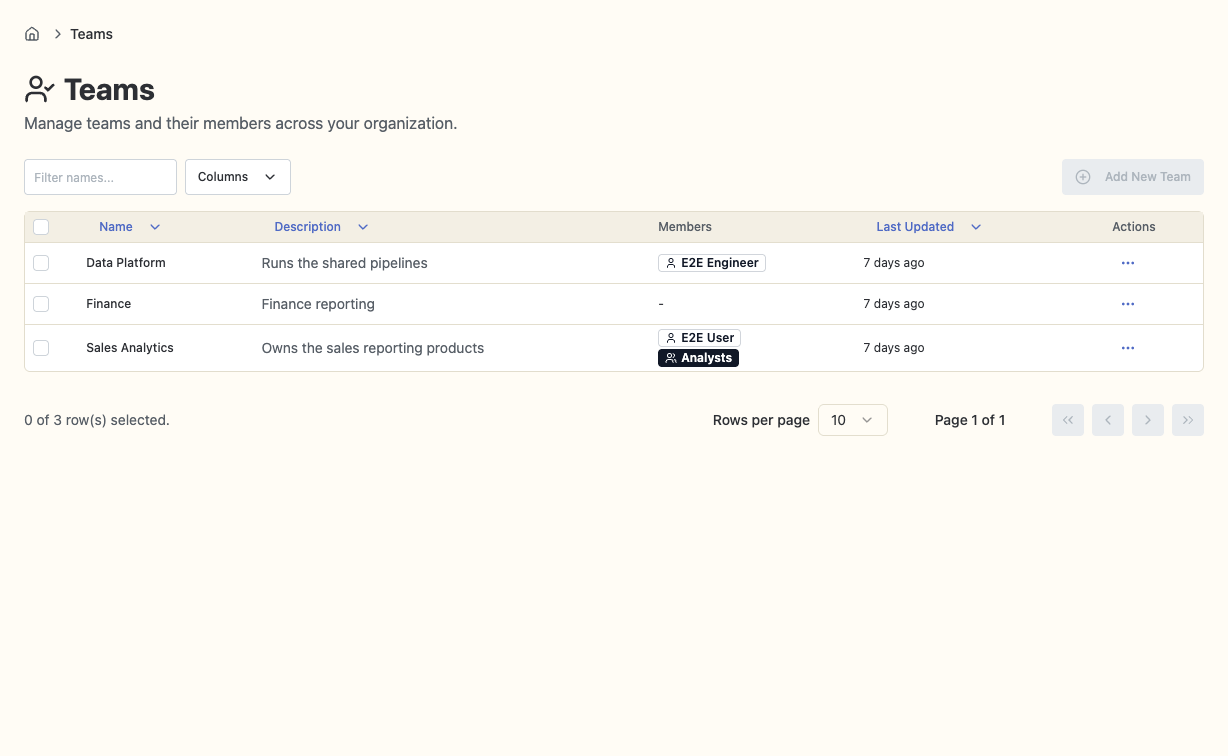 Teams
Teams
Manage teams and their members across your organization.
Filter names...
Columns
Add New Team
Name Description Members Last Updated Actions
Data Platform Runs the shared pipelines E2E Engineer 7 days ago
Finance Finance reporting - 7 days ago
Sales Analytics Owns the sales reporting products E2E User 7 days ago
Analysts
0 of 3 row(s) selected. Rows per page 10 Page 1 of 1